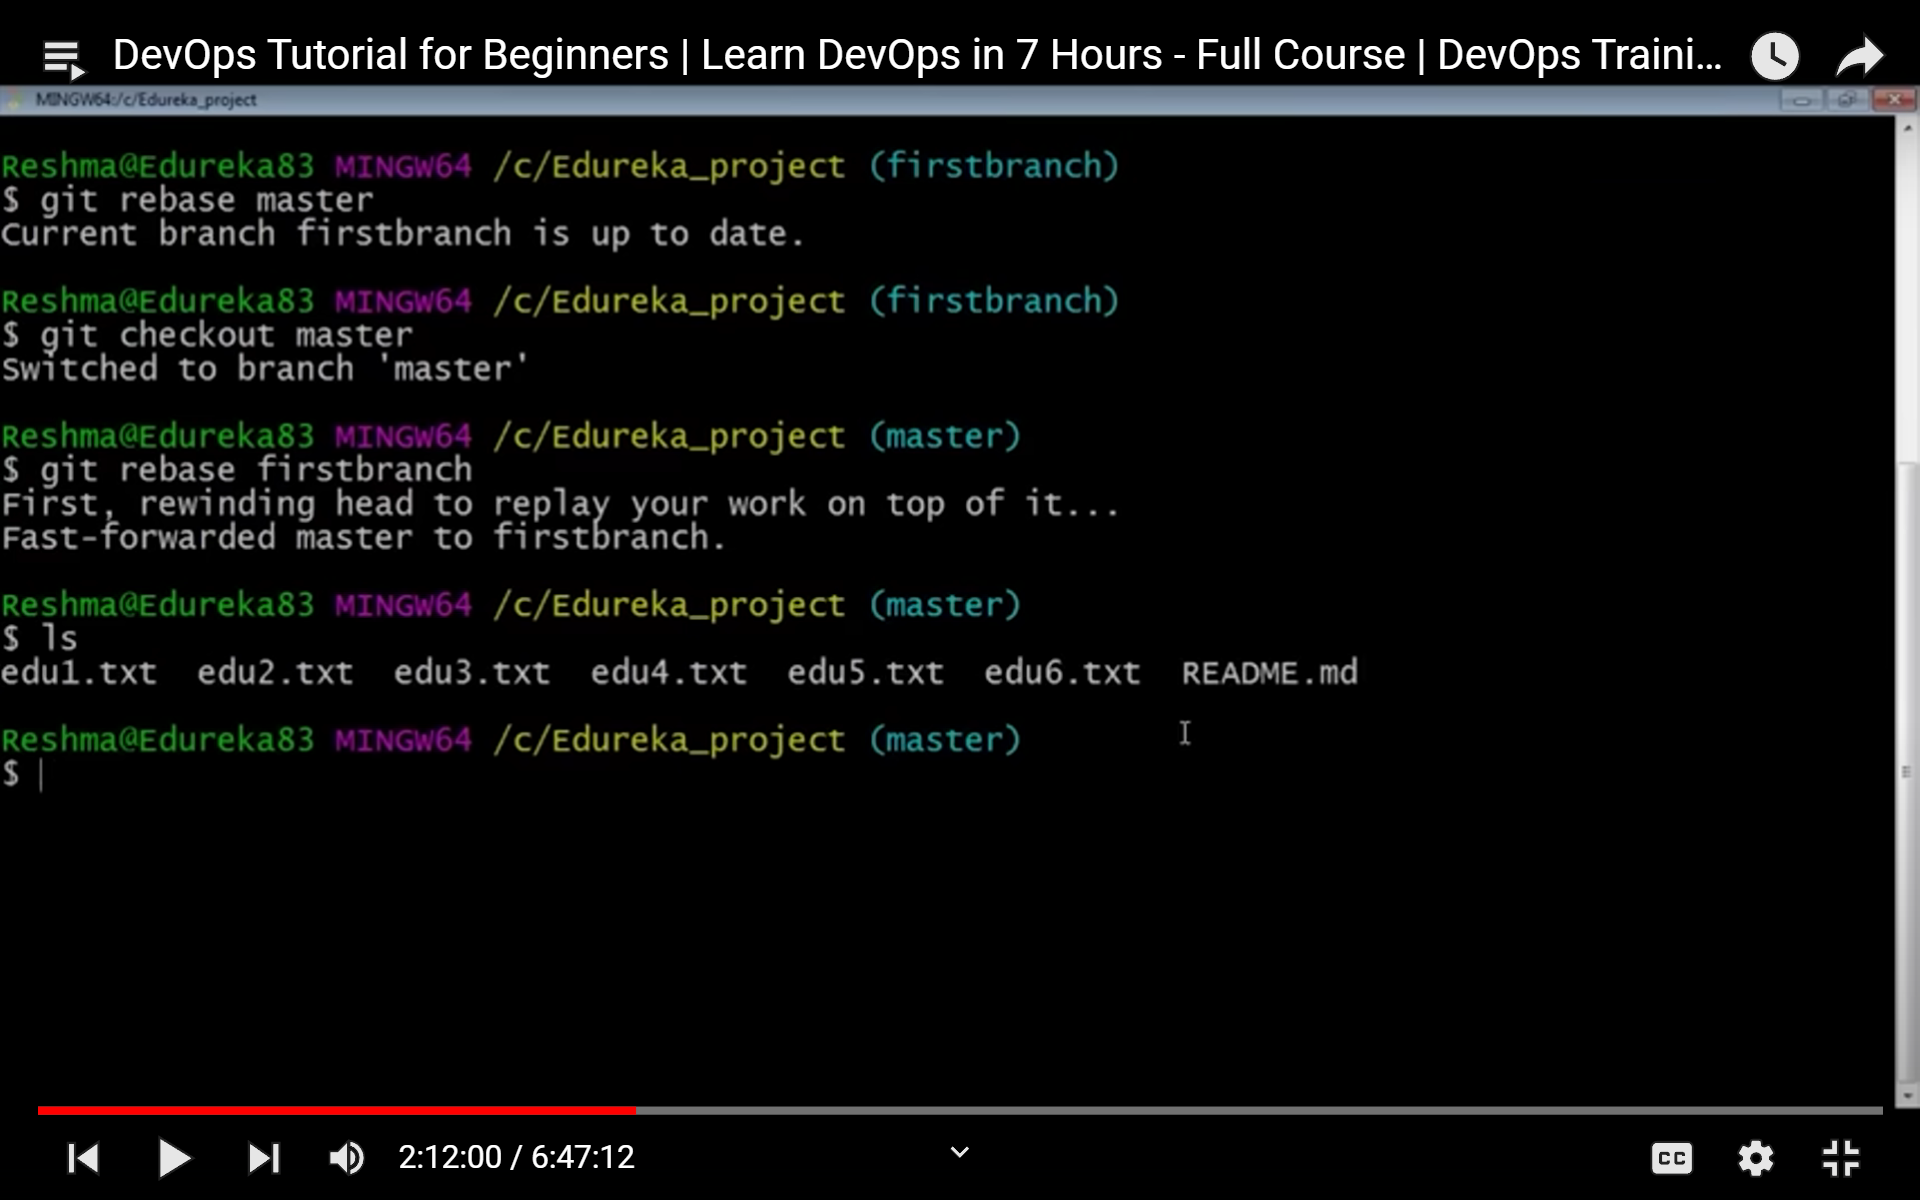 DevOps Tutorial for Beginners | Learn DevOps in 7 Hours - Full Course | DevOps Traini...
MINGW64:/c/Edureka_project
Reshma@Edureka83 MINGW64 /c/Edureka_project (firstbranch)
$ git rebase master
Current branch firstbranch is up to date.
Reshma@Edureka83 MINGW64 /c/Edureka_project (firstbranch)
$ git checkout master
Switched to branch 'master'
Reshma@Edureka83 MINGW64 /c/Edureka_project (master)
$ git rebase firstbranch
First, rewinding head to replay your work on top of it...
Fast-forwarded master to firstbranch.
Reshma@Edureka83 MINGW64 /c/Edureka_project (master)
$ ls
edu1.txt  edu2.txt  edu3.txt  edu4.txt  edu5.txt  edu6.txt  README.md
Reshma@Edureka83 MINGW64 /c/Edureka_project (master)
$
2:12:00 / 6:47:12
CC